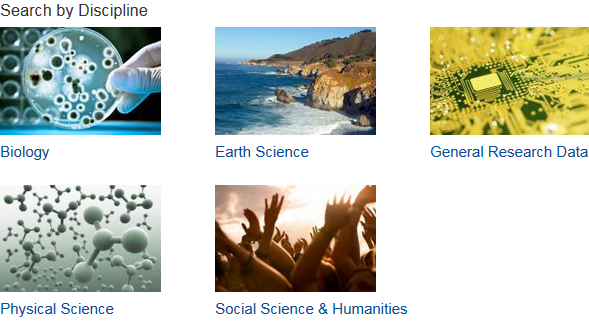 Search by Discipline
Biology
Earth Science
General Research Data
Physical Science
Social Science & Humanities